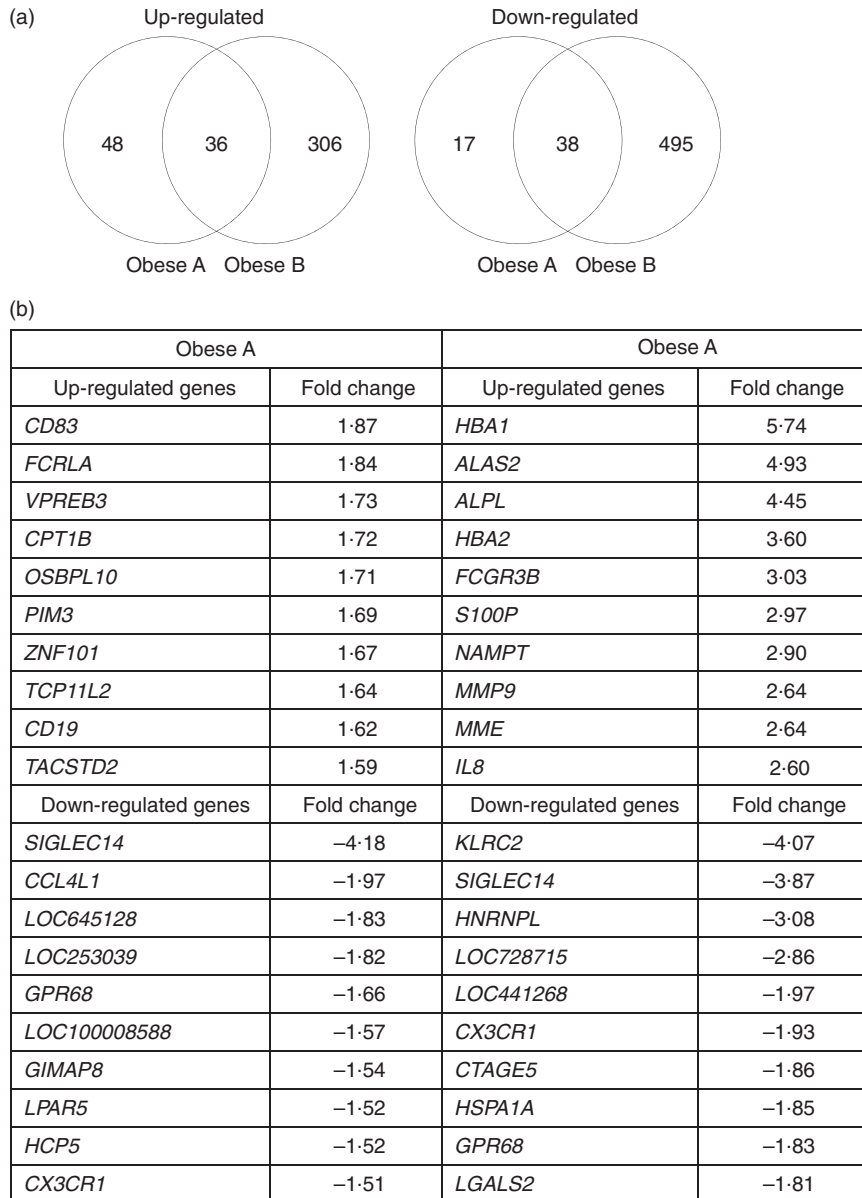 (a)
Up-regulated Down-regulated
48 36 306 17 38 495
Obese A Obese B Obese A Obese B
(b)
Obese A Obese A
Up-regulated genes Fold change Up-regulated genes Fold change
CD83 1·87 HBA1 5·74
FCRLA 1·84 ALAS2 4·93
VPREB3 1·73 ALPL 4·45
CPT1B 1·72 HBA2 3·60
OSBPL10 1·71 FCGR3B 3·03
PIM3 1·69 S100P 2·97
ZNF101 1·67 NAMPT 2·90
TCP11L2 1·64 MMP9 2·64
CD19 1·62 MME 2·64
TACSTD2 1·59 IL8 2·60
Down-regulated genes Fold change Down-regulated genes Fold change
SIGLEC14 –4·18 KLRC2 –4·07
CCL4L1 –1·97 SIGLEC14 –3·87
LOC645128 –1·83 HNRNPL –3·08
LOC253039 –1·82 LOC728715 –2·86
GPR68 –1·66 LOC441268 –1·97
LOC100008588 –1·57 CX3CR1 –1·93
GIMAP8 –1·54 CTAGE5 –1·86
LPAR5 –1·52 HSPA1A –1·85
HCP5 –1·52 GPR68 –1·83
CX3CR1 –1·51 LGALS2 –1·81